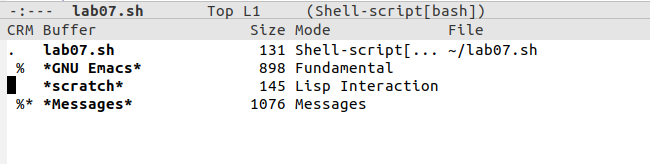 -:---  lab07.sh       Top L1     (Shell-script[bash])
CRM Buffer                Size Mode             File
.   lab07.sh               131 Shell-script[... ~/lab07.sh
 %  *GNU Emacs*            898 Fundamental
    *scratch*              145 Lisp Interaction
 %* *Messages*            1076 Messages